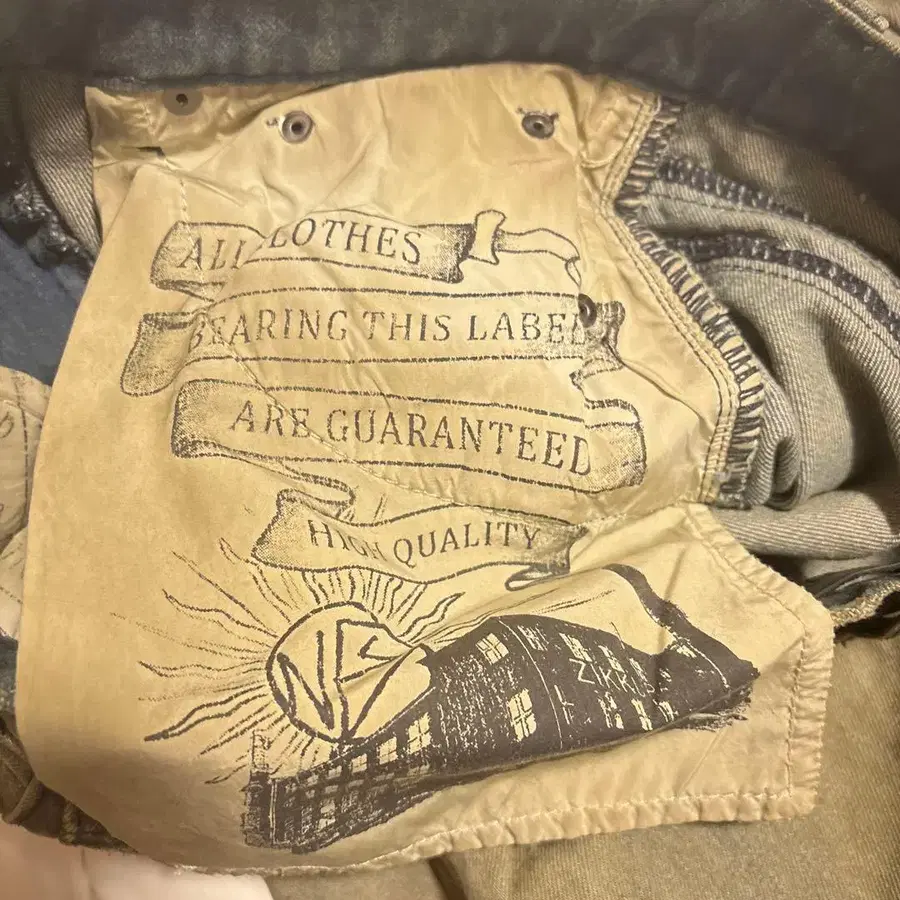 ALL CLOTHES
BEARING THIS LABEL
ARE GUARANTEED
HIGH QUALITY